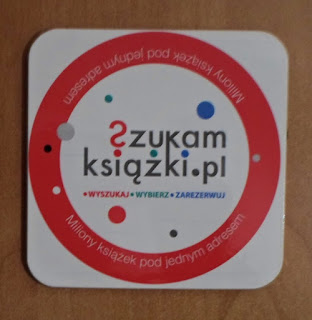 Miliony książek pod jednym adresem
Szukam
książki.pl
•WYSZUKAJ •WYBIERZ •ZAREZERWUJ
Miliony książek pod jednym adresem